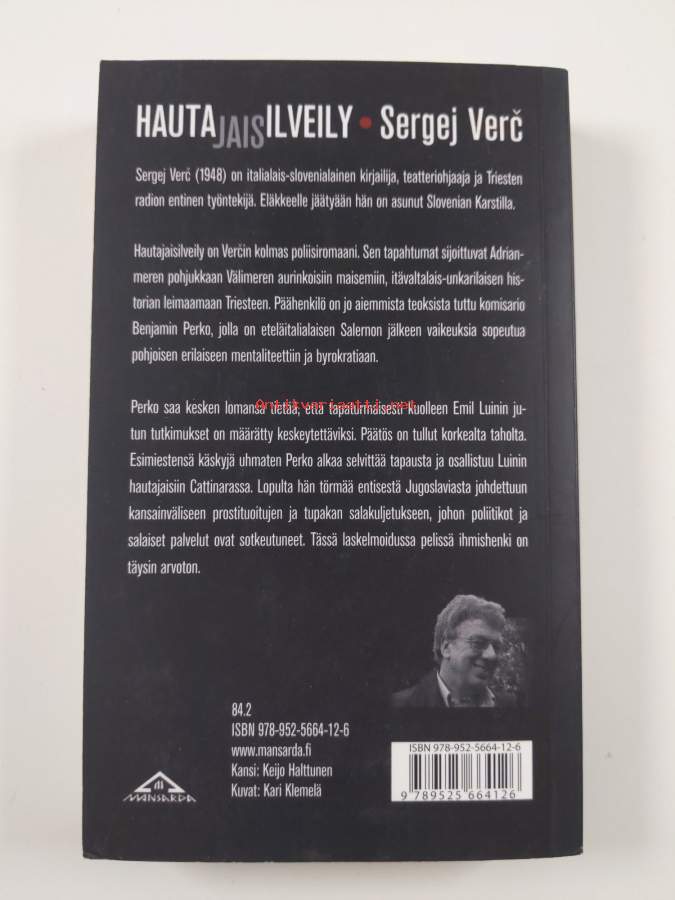 HAUTAJAISILVEILY • Sergej Verč
Sergej Verč (1948) on italialais-slovenialainen kirjailija, teatteriohjaaja ja Triesten
radion entinen työntekijä. Eläkkeelle jäätyään hän on asunut Slovenian Karstilla.
Hautajaisilveily on Verčin kolmas poliisiromaani. Sen tapahtumat sijoittuvat Adrian-
meren pohjukkaan Välimeren aurinkoisiin maisemiin, itävaltalais-unkarilaisen his-
torian leimaamaan Triesteen. Päähenkilö on jo aiemmista teoksista tuttu komisario
Benjamin Perko, jolla on eteläitalialaisen Salernon jälkeen vaikeuksia sopeutua
pohjoisen erilaiseen mentaliteettiin ja byrokratiaan.
Antikvariaatti.net
Perko saa kesken lomansa tietää, että tapaturmaisesti kuolleen Emil Luinin ju-
tun tutkimukset on määrätty keskeytettäviksi. Päätös on tullut korkealta taholta.
Esimiestensä käskyjä uhmaten Perko alkaa selvittää tapausta ja osallistuu Luinin
hautajaisiin Cattinarassa. Lopulta hän törmää entisestä Jugoslaviasta johdettuun
kansainväliseen prostituoitujen ja tupakan salakuljetukseen, johon poliitikot ja
salaiset palvelut ovat sotkeutuneet. Tässä laskelmoidussa pelissä ihmishenki on
täysin arvoton.
84.2
ISBN 978-952-5664-12-6
www.mansarda.fi
Kansi: Keijo Halttunen
Kuvat: Kari Klemelä
MANSARDA
ISBN 978-952-5664-12-6
9 789525 664126